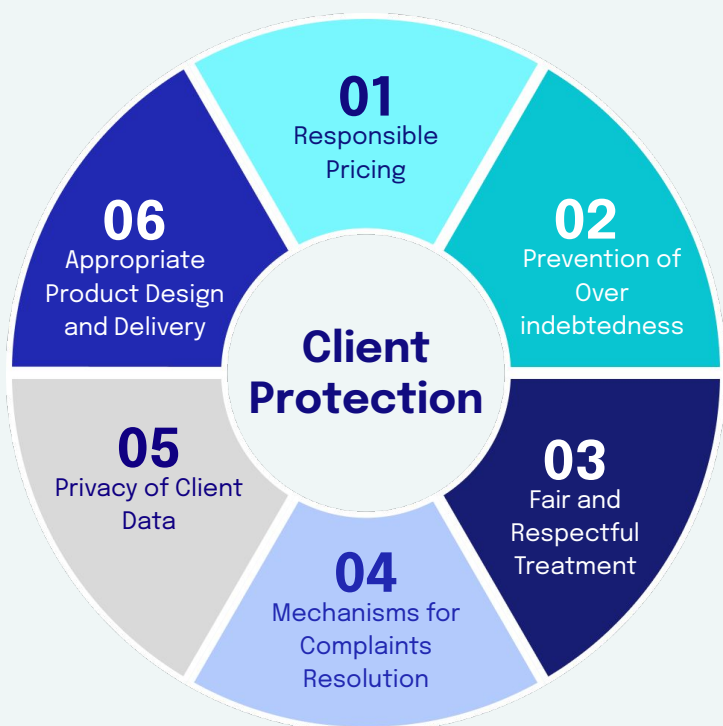 01
Responsible
Pricing
02
Prevention of
Over
indebtedness
03
Fair and
Respectful
Treatment
04
Mechanisms for
Complaints
Resolution
05
Privacy of Client
Data
06
Appropriate
Product Design
and Delivery
Client
Protection